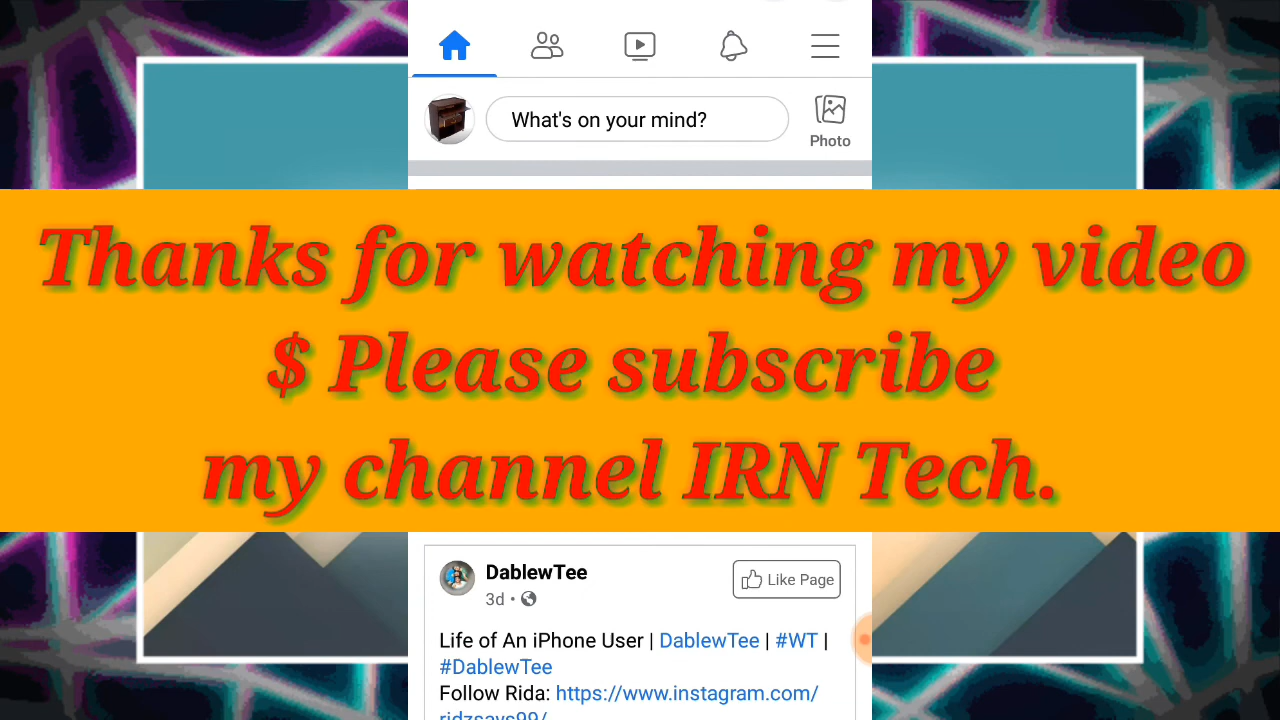 What's on your mind?
Photo
Thanks for watching my video
$ Please subscribe
my channel IRN Tech.
DablewTee
Like Page
3d •
Life of An iPhone User | DablewTee | #WT |
#DablewTee
Follow Rida: https://www.instagram.com/
ridzsays99/